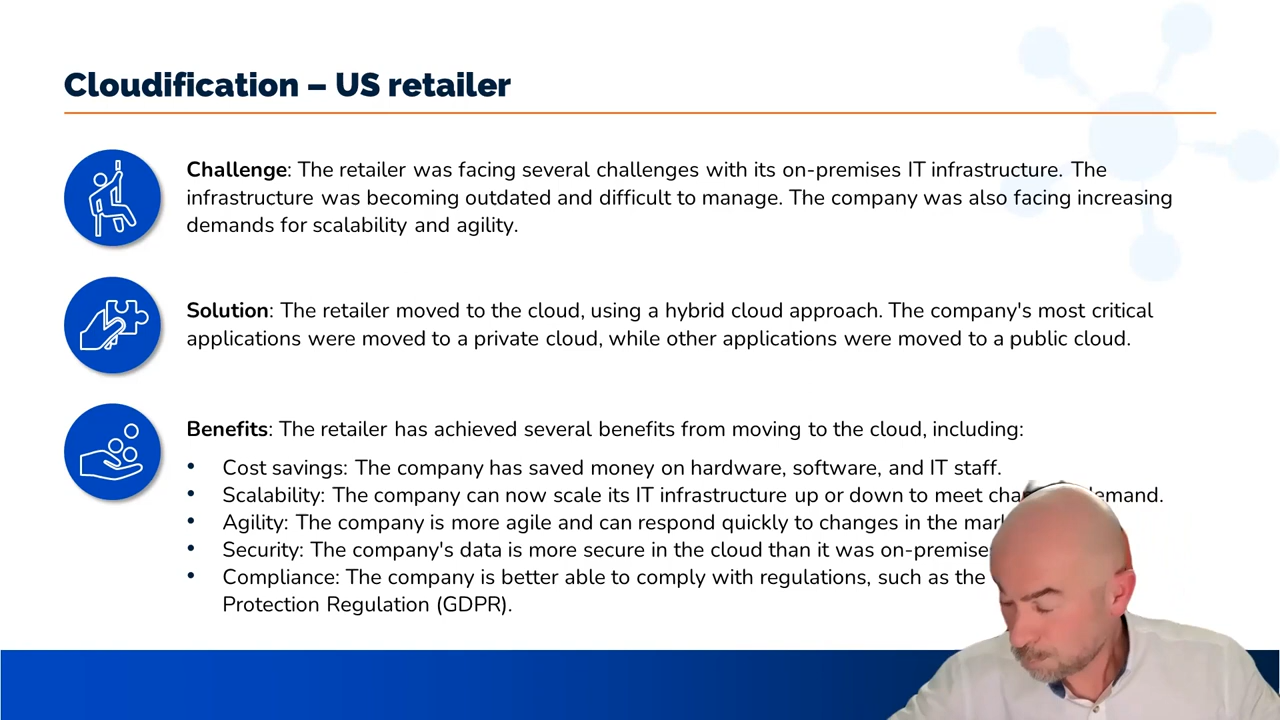 Cloudification – US retailer
Challenge: The retailer was facing several challenges with its on-premises IT infrastructure. The
infrastructure was becoming outdated and difficult to manage. The company was also facing increasing
demands for scalability and agility.
Solution: The retailer moved to the cloud, using a hybrid cloud approach. The company's most critical
applications were moved to a private cloud, while other applications were moved to a public cloud.
Benefits: The retailer has achieved several benefits from moving to the cloud, including:
• Cost savings: The company has saved money on hardware, software, and IT staff.
• Scalability: The company can now scale its IT infrastructure up or down to meet demand.
• Agility: The company is more agile and can respond quickly to changes in the
• Security: The company's data is more secure in the cloud than it was
• Compliance: The company is better able to comply with regulations, such as the
Protection Regulation (GDPR).